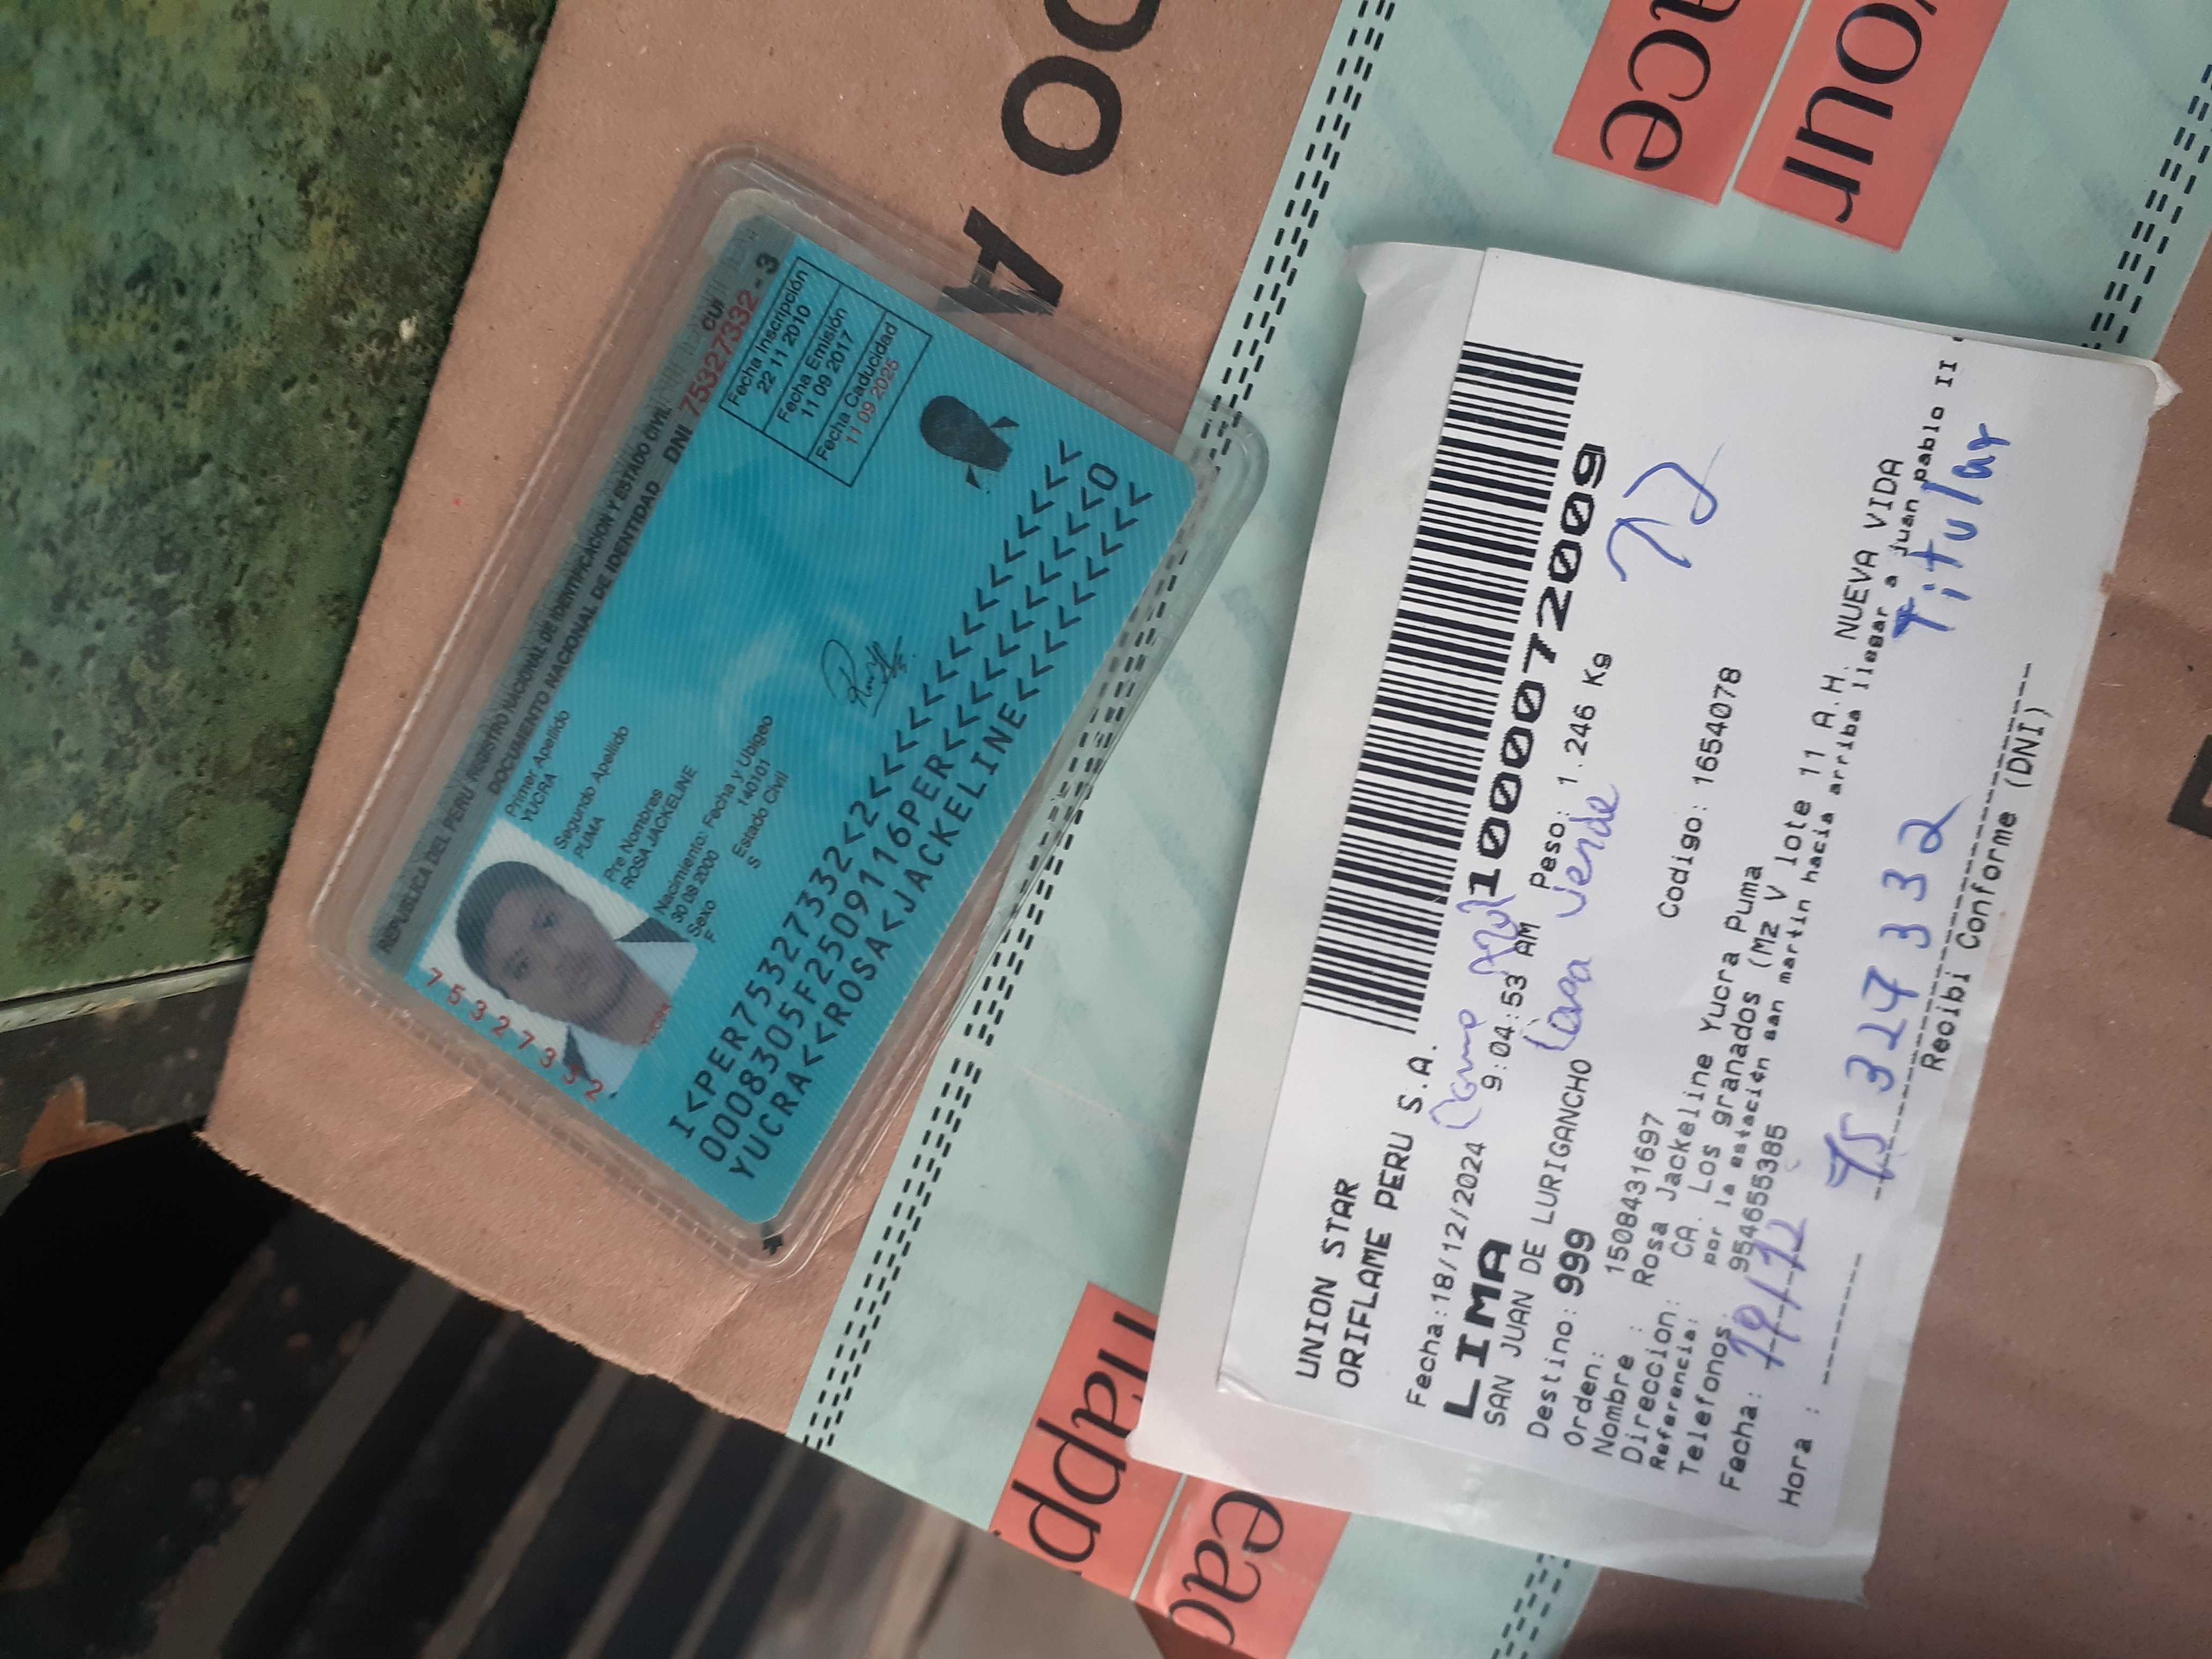 REPUBLICA DEL PERU REGISTRO NACIONAL DE IDENTIFICACION Y ESTADO CIVIL
DOCUMENTO NACIONAL DE IDENTIDAD DNI 75327332-3
CUI
Primer Apellido
YUCRA
Segundo Apellido
PUMA
Pre Nombres
ROSA JACKELINE
Nacimiento: Fecha y Ubigeo
30 08 2000 140101
Sexo Estado Civil
F S
Fecha Inscripción
22 11 2010
Fecha Emisión
11 09 2017
Fecha Caducidad
11 09 2025
75327332
I<PER75327332<2<<<<<<<<<<<<<<<
0008305F2509116PER<<<<<<<<<<<0
YUCRA<<ROSA<JACKELINE<<<<<<<<<
UNION STAR
ORIFLAME PERU S.A.
1000072009
Fecha:18/12/2024 9:04:53 AM Peso: 1.246 Kg
LIMA
SAN JUAN DE LURIGANCHO
Destino: 999
Orden: 1508431697 Codigo: 1654078
Nombre : Rosa Jackeline Yucra Puma
Direccion: CA. Los granados (Mz V lote 11 A.H. NUEVA VIDA
Referencia: por la estación san martin hacia arriba llegar a juan pablo II
Telefonos: 954655385
Titular
Fecha: 19/12
75327332
Hora :
Recibi Conforme (DNI)
our
ace
Happ
eac